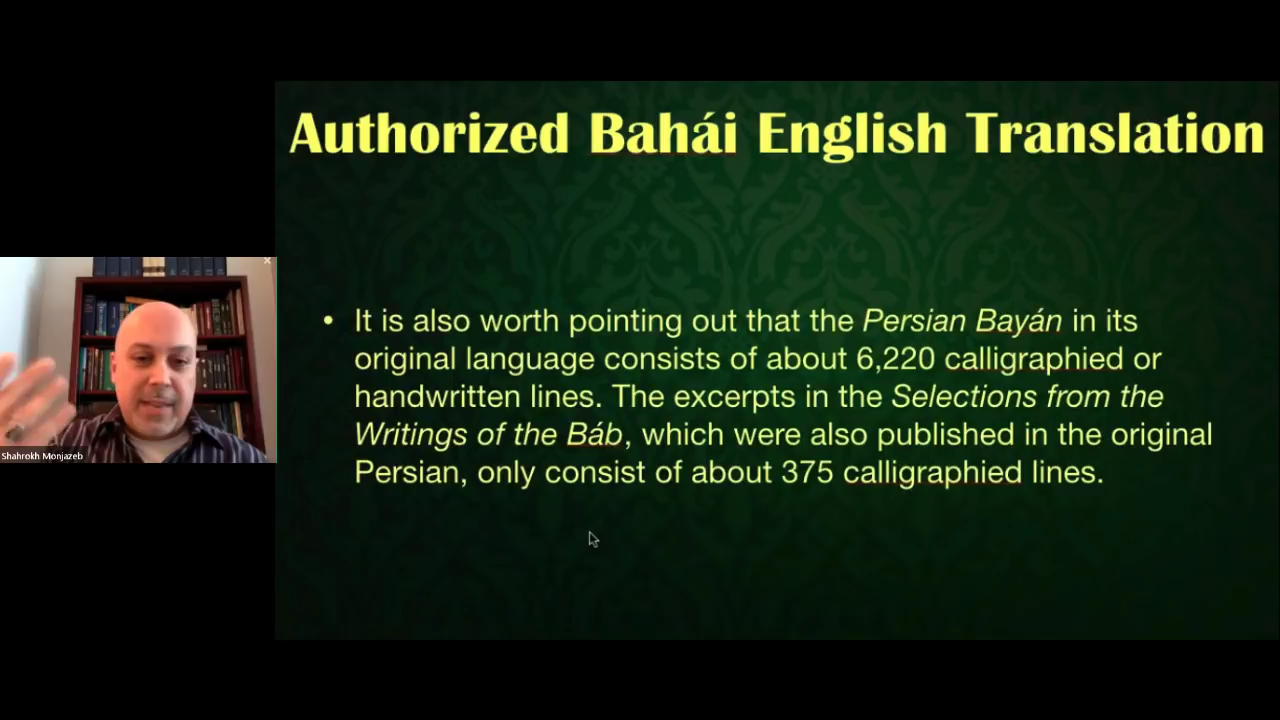 Authorized Bahái English Translation
• It is also worth pointing out that the Persian Bayán in its
original language consists of about 6,220 calligraphied or
handwritten lines. The excerpts in the Selections from the
Writings of the Báb, which were also published in the original
Persian, only consist of about 375 calligraphied lines.
Shahrokh Monjazeb